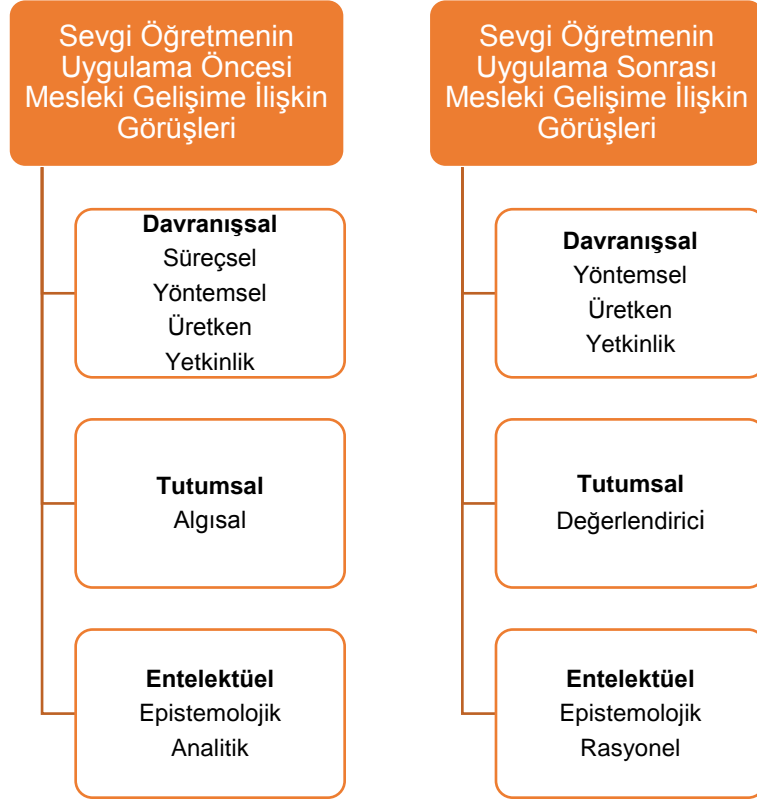 Sevgi Öğretmenin
Uygulama Öncesi
Mesleki Gelişime İlişkin
Görüşleri
Davranışsal
Süreçsel
Yöntemsel
Üretken
Yetkinlik
Tutumsal
Algısal
Entelektüel
Epistemolojik
Analitik
Sevgi Öğretmenin
Uygulama Sonrası
Mesleki Gelişime İlişkin
Görüşleri
Davranışsal
Yöntemsel
Üretken
Yetkinlik
Tutumsal
Değerlendirici
Entelektüel
Epistemolojik
Rasyonel